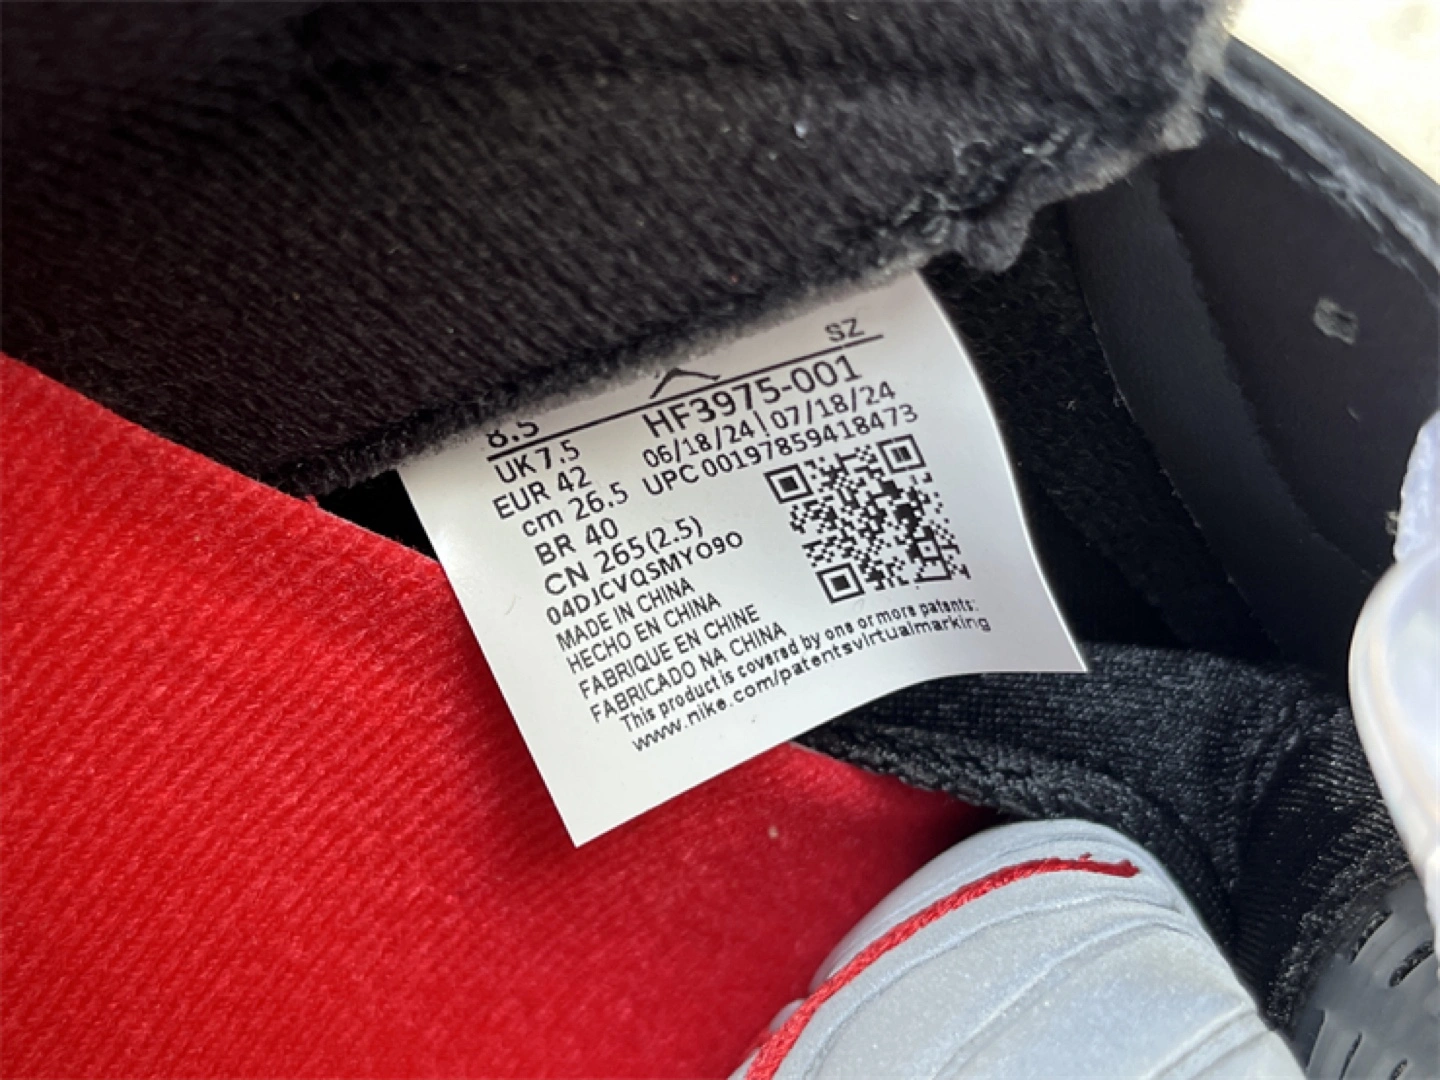 8.5 SZ
UK 7.5 HF3975-001
EUR 42 06/18/24|07/18/24
cm 26.5 UPC 00197859418473
BR 40
CN 265(2.5)
04DJCVQSMYO9O
MADE IN CHINA
HECHO EN CHINA
FABRIQUE EN CHINE
FABRICADO NA CHINA
This product is covered by one or more patents:
www.nike.com/patentsvirtualmarking